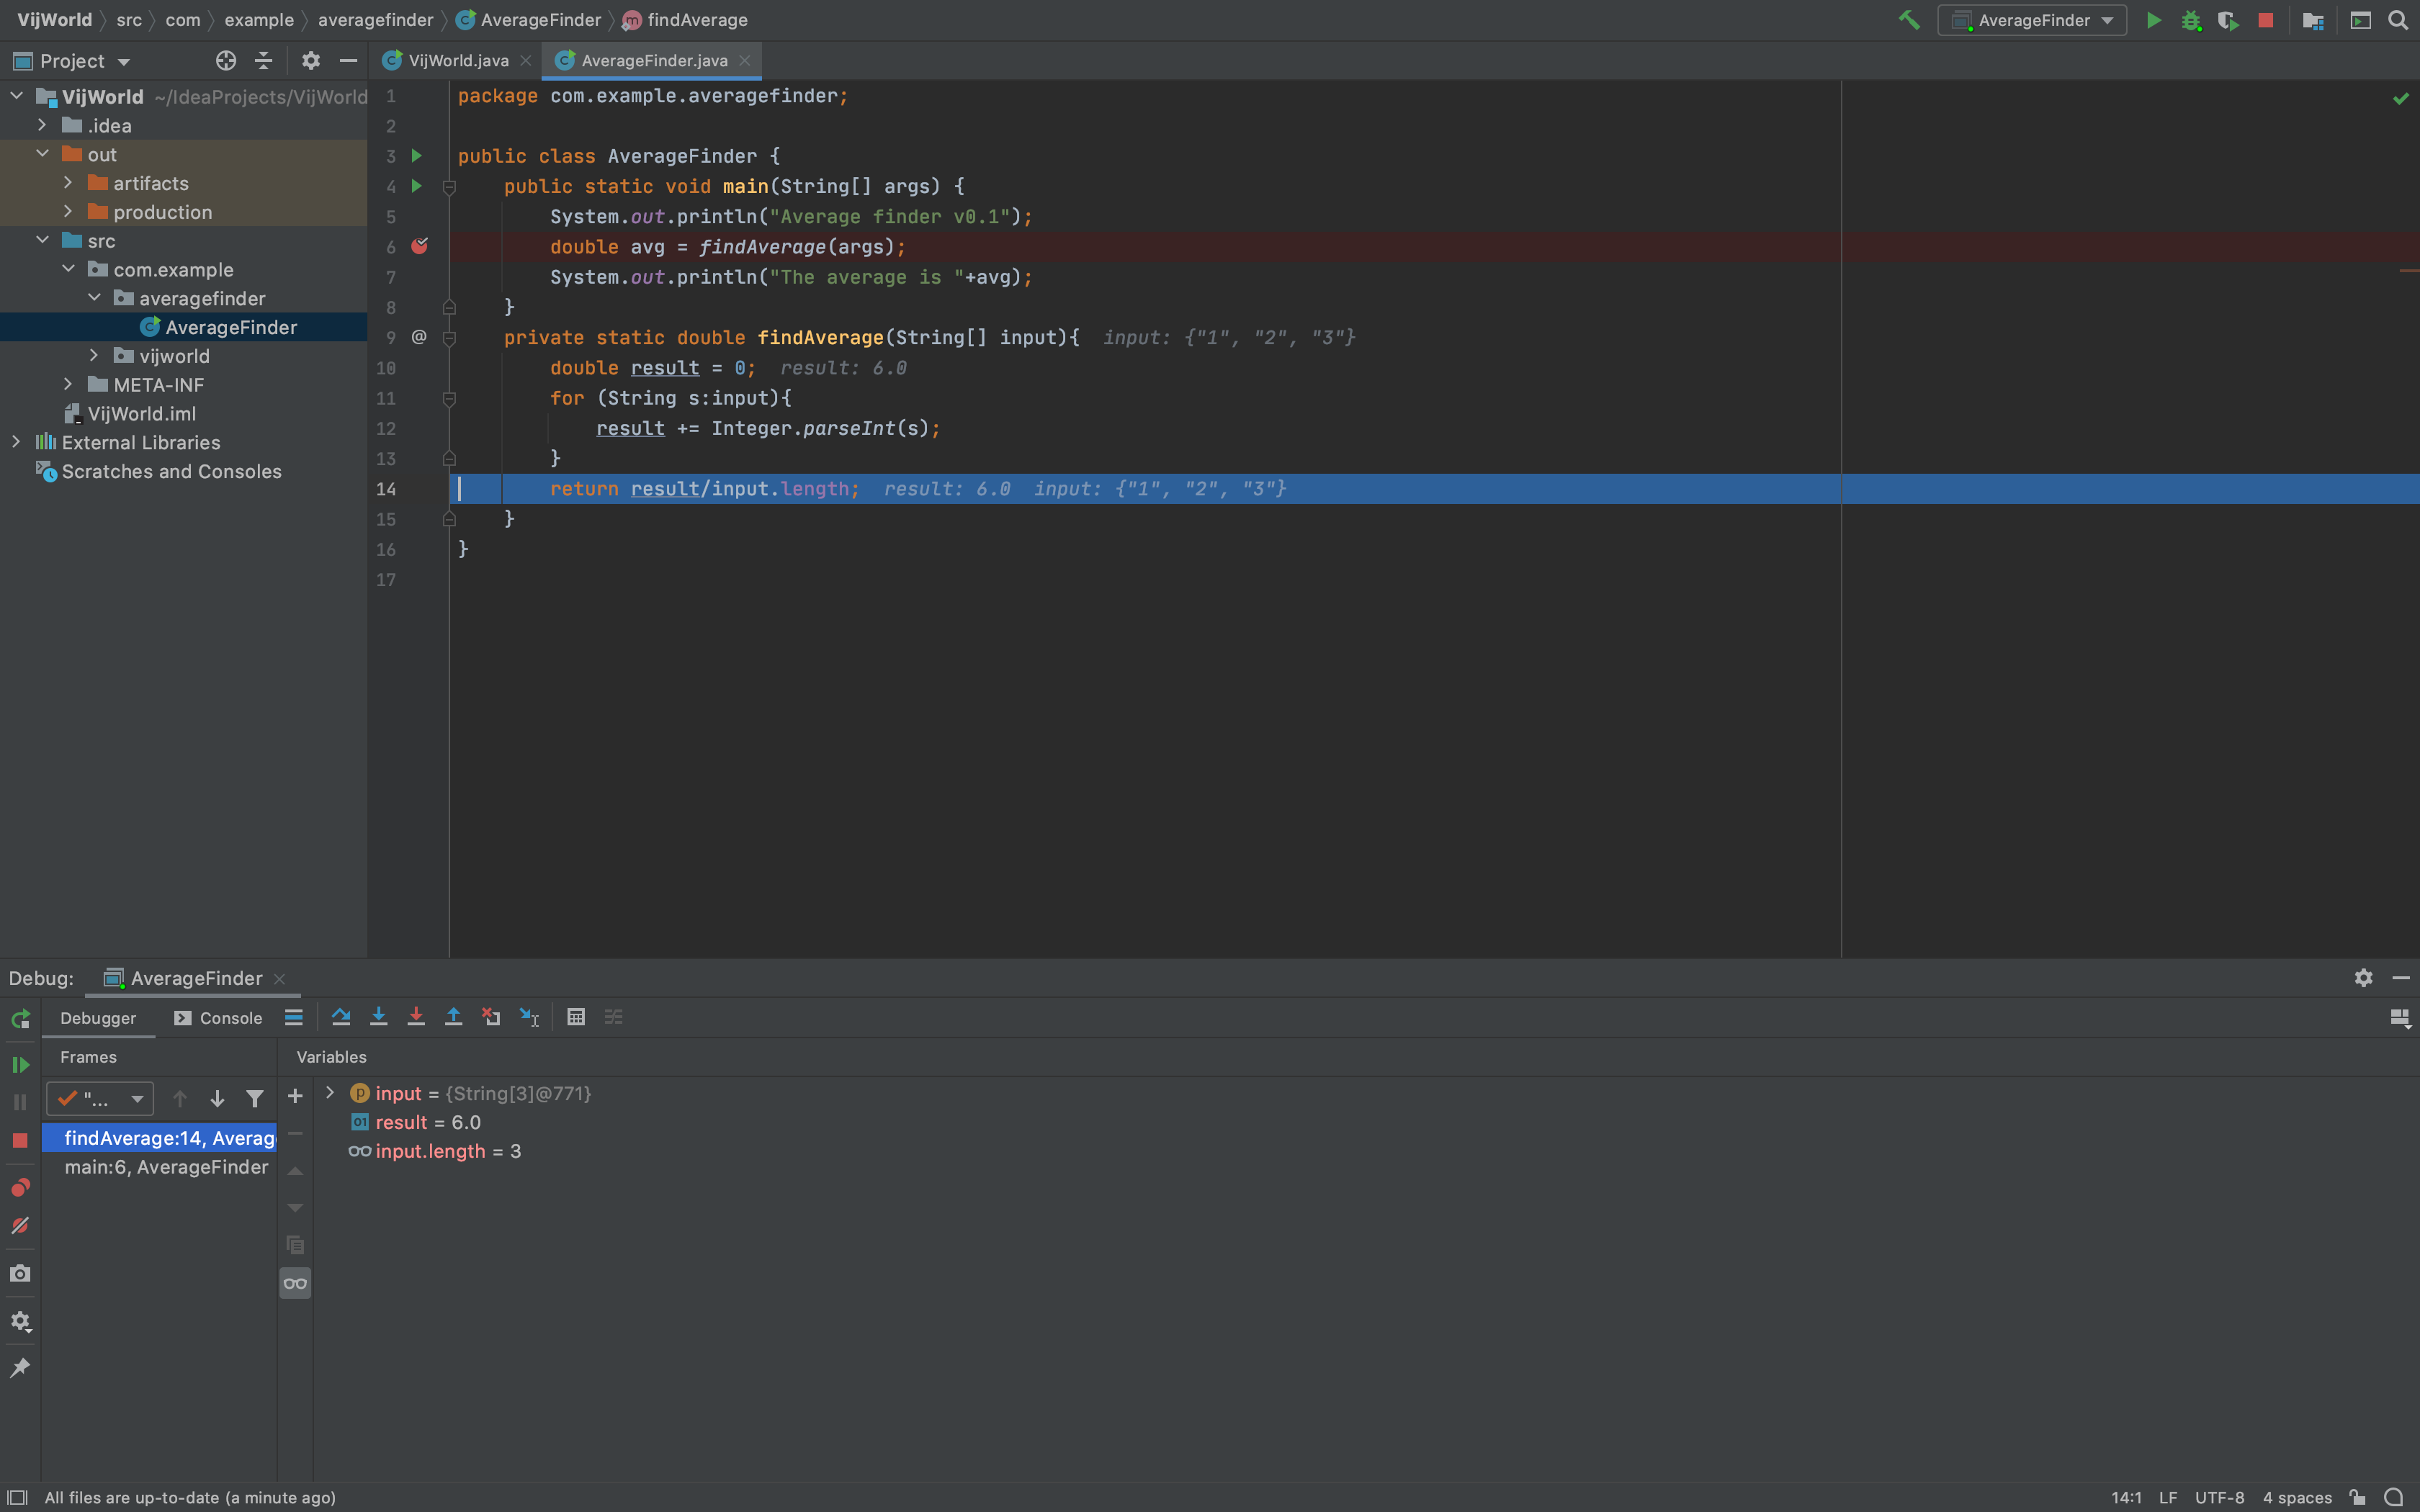 VijWorld src com example averagefinder AverageFinder findAverage AverageFinder
Project VijWorld.java AverageFinder.java
VijWorld ~/IdeaProjects/VijWorld
.idea
out
artifacts
production
src
com.example
averagefinder
AverageFinder
vijworld
META-INF
VijWorld.iml
External Libraries
Scratches and Consoles
1 package com.example.averagefinder;
2
3 public class AverageFinder {
4 public static void main(String[] args) {
5 System.out.println("Average finder v0.1");
6 double avg = findAverage(args);
7 System.out.println("The average is "+avg);
8 }
9 @ private static double findAverage(String[] input){ input: {"1", "2", "3"}
10 double result = 0; result: 6.0
11 for (String s:input){
12 result += Integer.parseInt(s);
13 }
14 return result/input.length; result: 6.0 input: {"1", "2", "3"}
15 }
16 }
17
Debug: AverageFinder
Debugger Console
Frames Variables
"...
findAverage:14, Averag
main:6, AverageFinder
input = {String[3]@771}
result = 6.0
input.length = 3
All files are up-to-date (a minute ago) 14:1 LF UTF-8 4 spaces